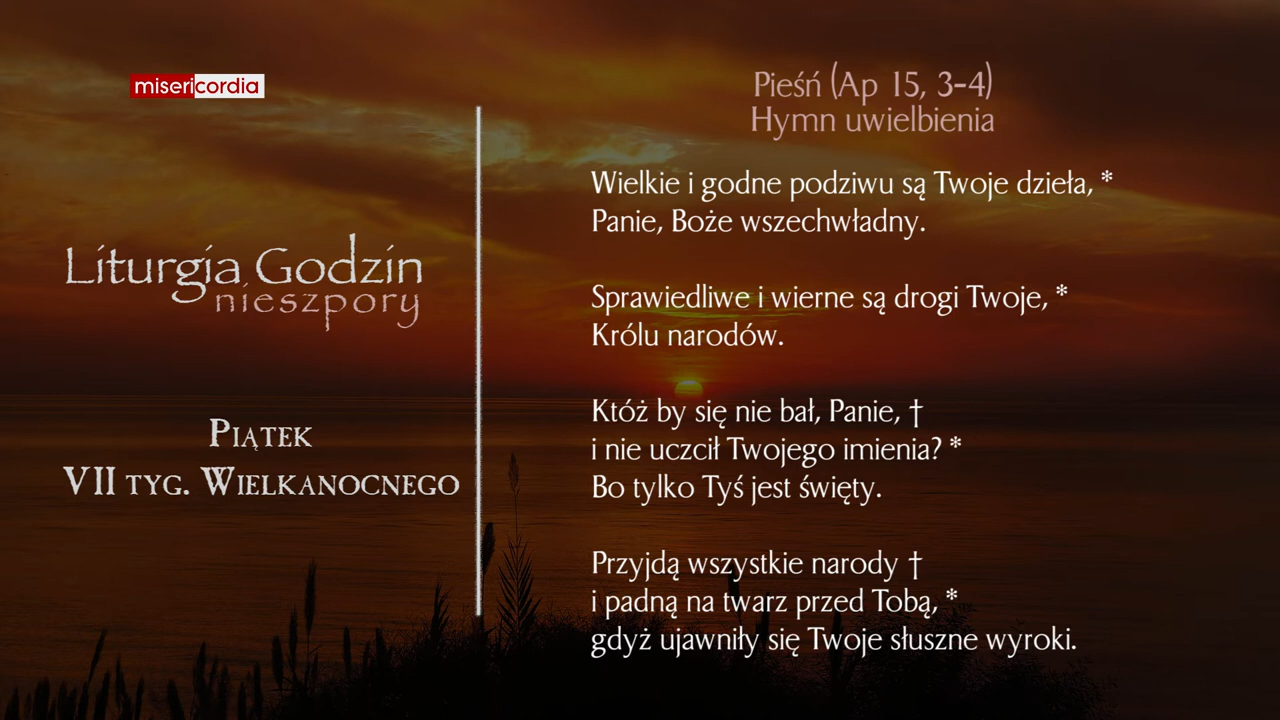 misericordia
Liturgia Godzin
nieszpory
Piątek
VII tyg. Wielkanocnego
Pieśń (Ap 15, 3-4)
Hymn uwielbienia
Wielkie i godne podziwu są Twoje dzieła, *
Panie, Boże wszechwładny.
Sprawiedliwe i wierne są drogi Twoje, *
Królu narodów.
Któż by się nie bał, Panie, †
i nie uczcił Twojego imienia? *
Bo tylko Tyś jest święty.
Przyjdą wszystkie narody †
i padną na twarz przed Tobą, *
gdyż ujawniły się Twoje słuszne wyroki.